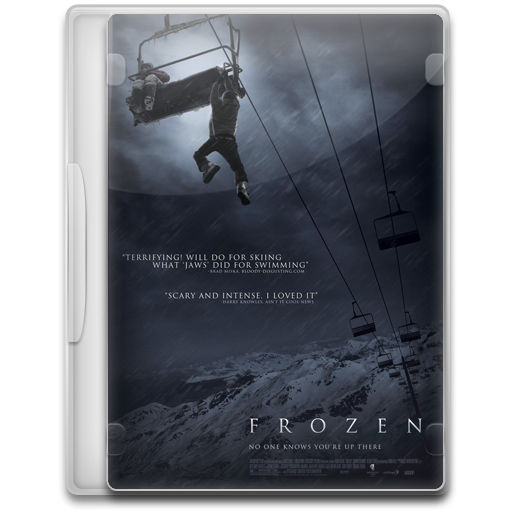 "TERRIFYING! WILL DO FOR SKIING
WHAT 'JAWS' DID FOR SWIMMING"
-BRAD MISKA, BLOODY-DISGUSTING.COM
"SCARY AND INTENSE. I LOVED IT"
-HARRY KNOWLES, AIN'T IT COOL NEWS
FROZEN
NO ONE KNOWS YOU'RE UP THERE